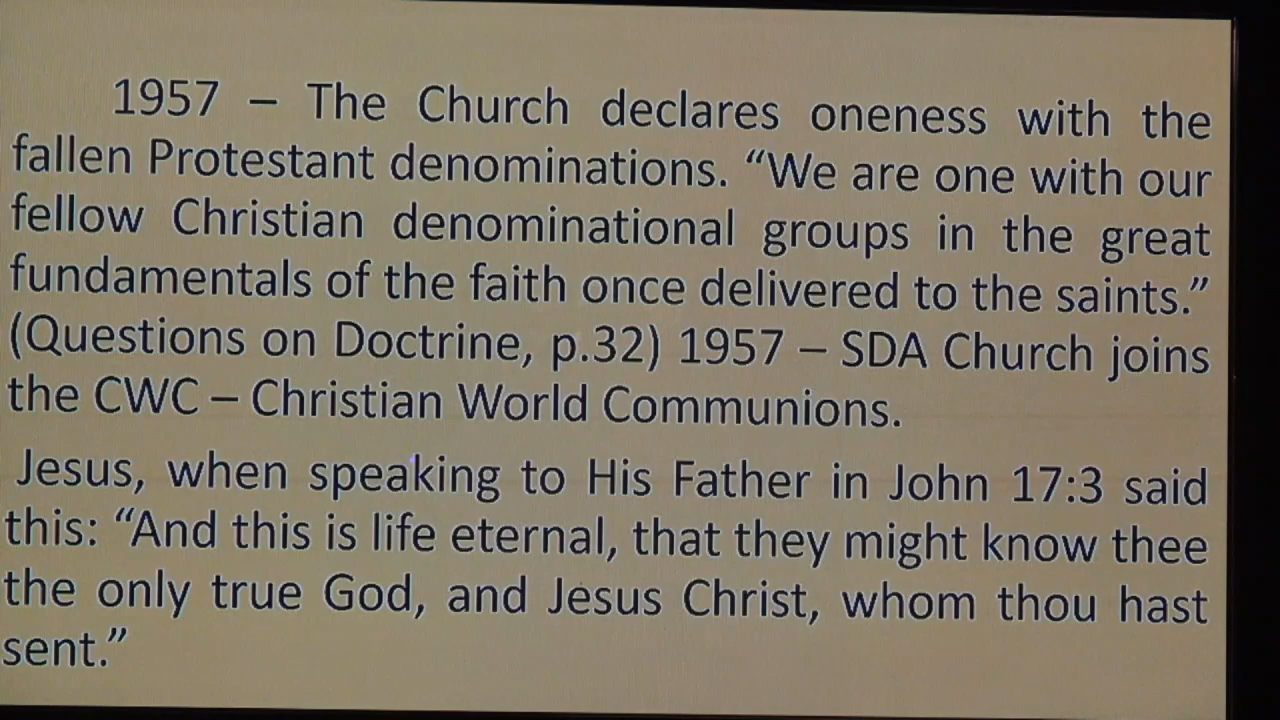 1957 – The Church declares oneness with the
fallen Protestant denominations. “We are one with our
fellow Christian denominational groups in the great
fundamentals of the faith once delivered to the saints.”
(Questions on Doctrine, p.32) 1957 – SDA Church joins
the CWC – Christian World Communions.
Jesus, when speaking to His Father in John 17:3 said
this: “And this is life eternal, that they might know thee
the only true God, and Jesus Christ, whom thou hast
sent.”